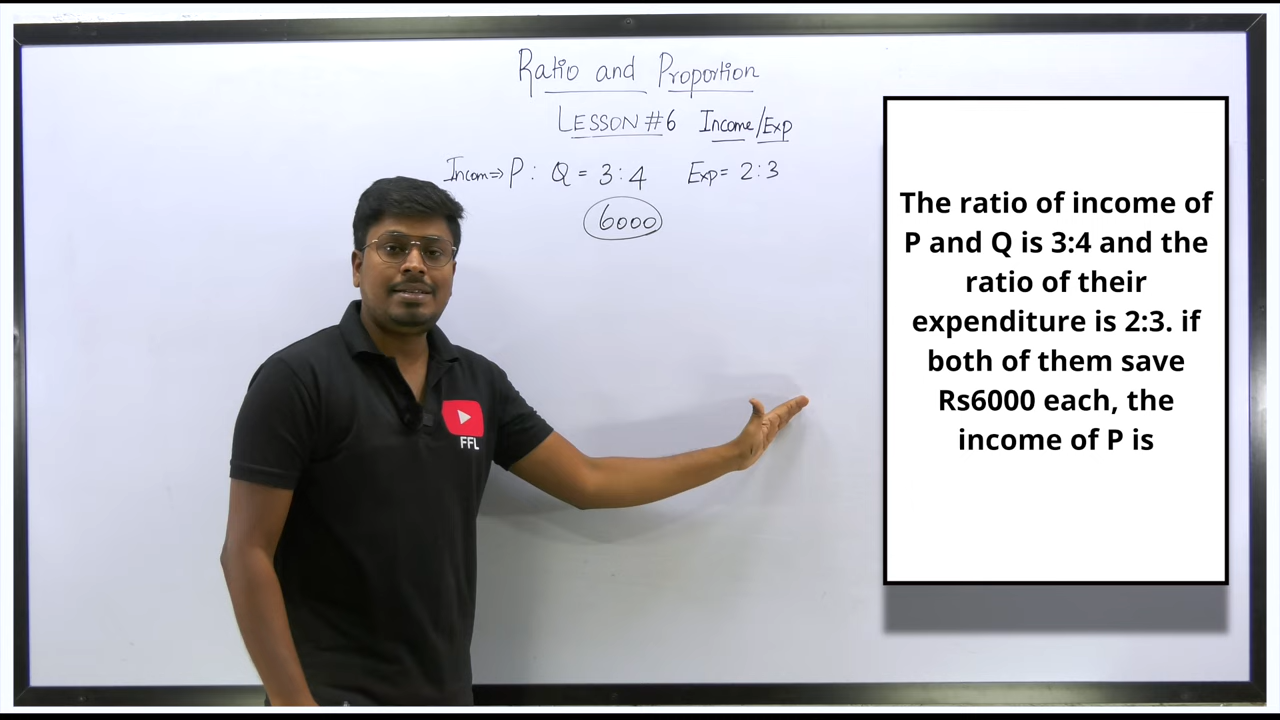 Ratio and Proportion
LESSON #6 Income/Exp
Incom⇒ P : Q = 3:4 Exp = 2:3
6000
FFL
The ratio of income of
P and Q is 3:4 and the
ratio of their
expenditure is 2:3. if
both of them save
Rs6000 each, the
income of P is